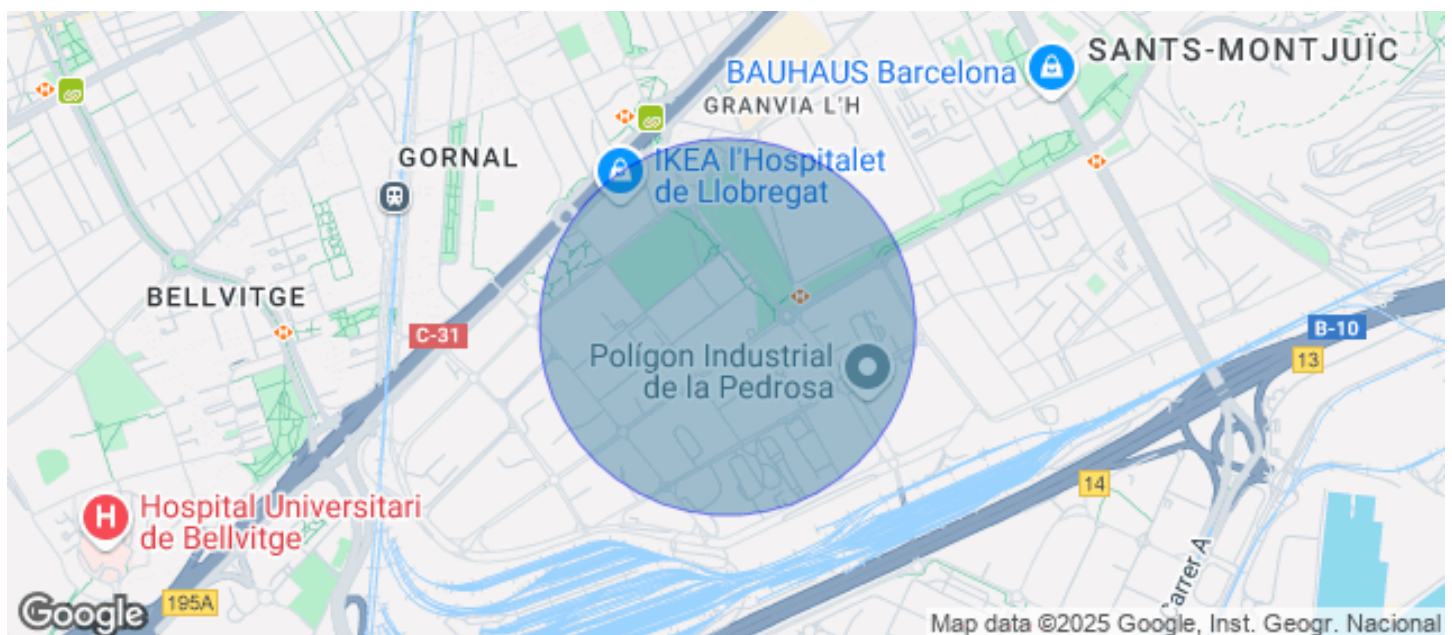 SANTS-MONTJUÏC
BAUHAUS Barcelona
GRANVIA L'H
GORNAL
IKEA l'Hospitalet
de Llobregat
BELLVITGE
C-31
B-10
13
Polígon Industrial
de la Pedrosa
14
H
Hospital Universitari
de Bellvitge
195A
Carrer A
Google
Map data ©2025 Google, Inst. Geogr. Nacional